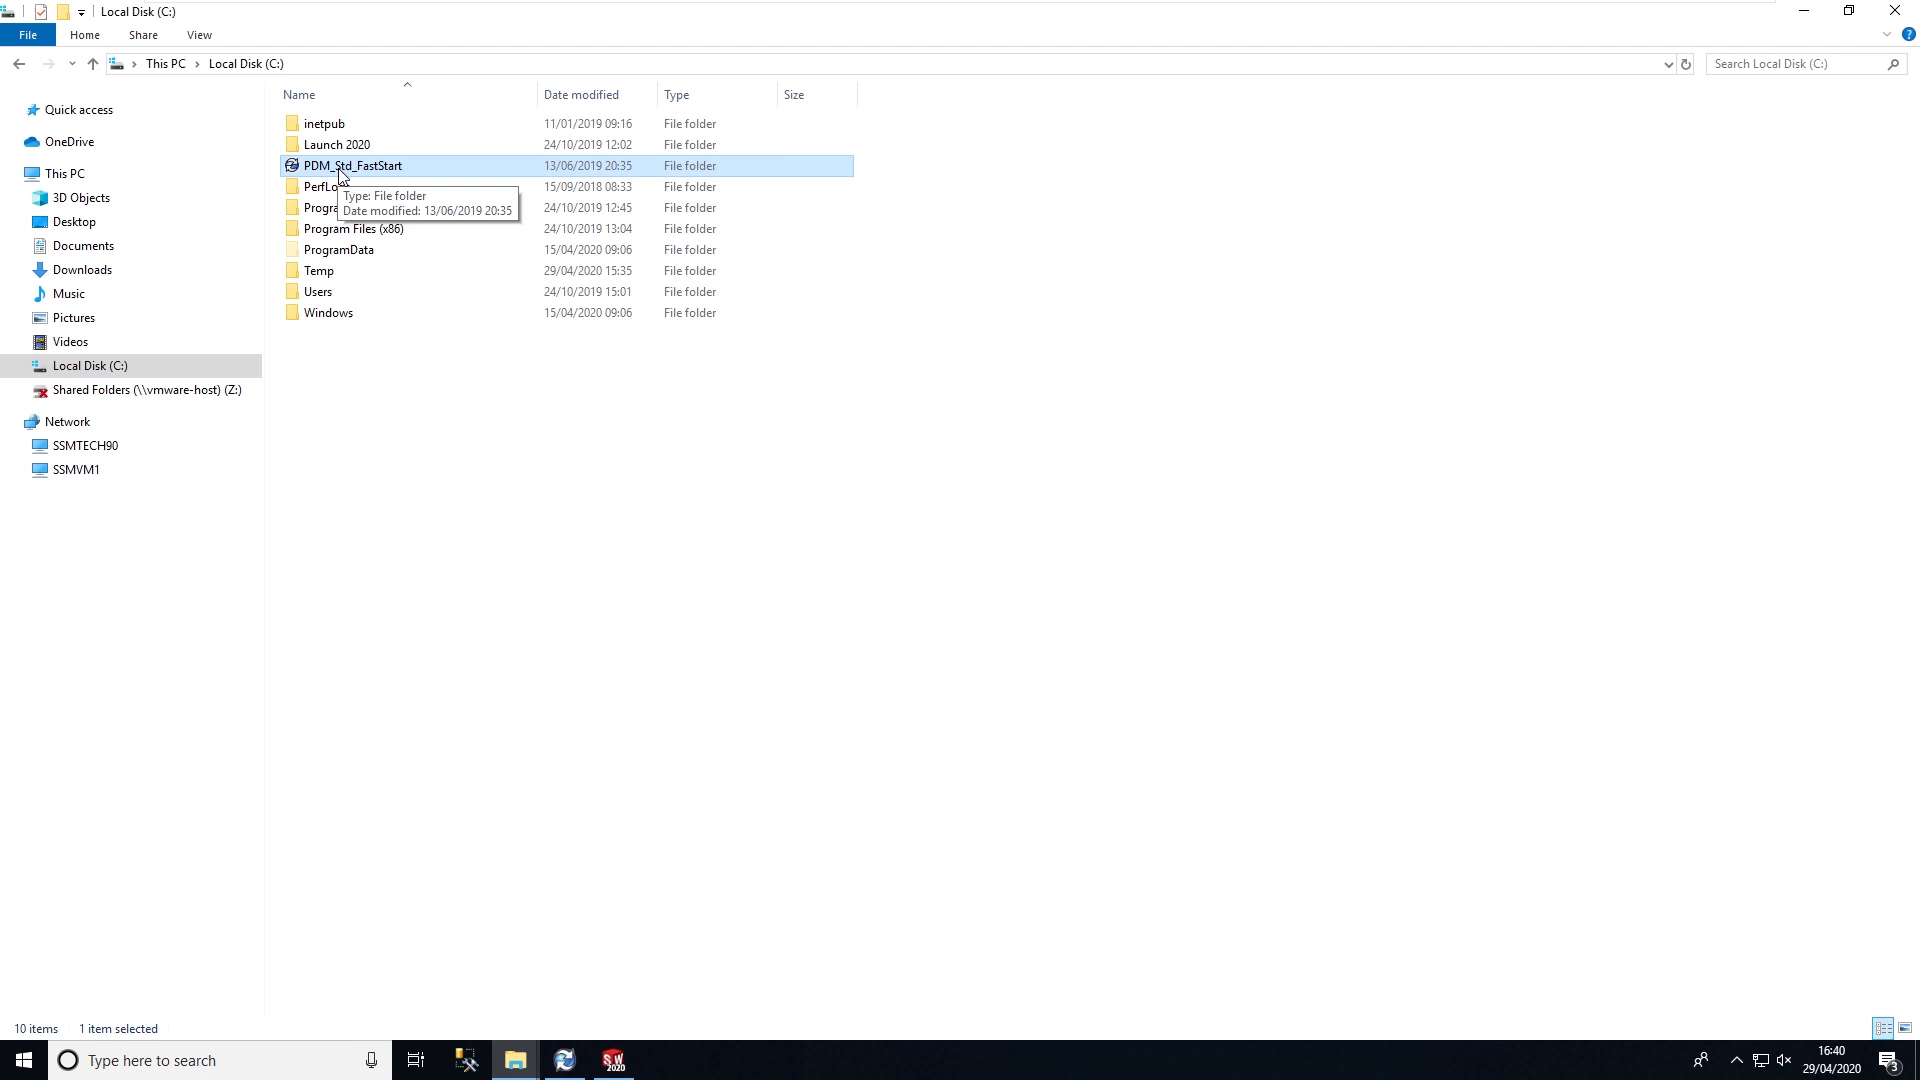 Local Disk (C:)
File Home Share View
This PC Local Disk (C:) Search Local Disk (C:)
Name Date modified Type Size
Quick access
OneDrive
This PC
3D Objects
Desktop
Documents
Downloads
Music
Pictures
Videos
Local Disk (C:)
Shared Folders (\\vmware-host) (Z:)
Network
SSMTECH90
SSMVM1
inetpub 11/01/2019 09:16 File folder
Launch 2020 24/10/2019 12:02 File folder
PDM_Std_FastStart 13/06/2019 20:35 File folder
PerfLo 15/09/2018 08:33 File folder
Progra 24/10/2019 12:45 File folder
Type: File folder
Date modified: 13/06/2019 20:35
Program Files (x86) 24/10/2019 13:04 File folder
ProgramData 15/04/2020 09:06 File folder
Temp 29/04/2020 15:35 File folder
Users 24/10/2019 15:01 File folder
Windows 15/04/2020 09:06 File folder
10 items 1 item selected
Type here to search
SW 2020
16:40
29/04/2020
3